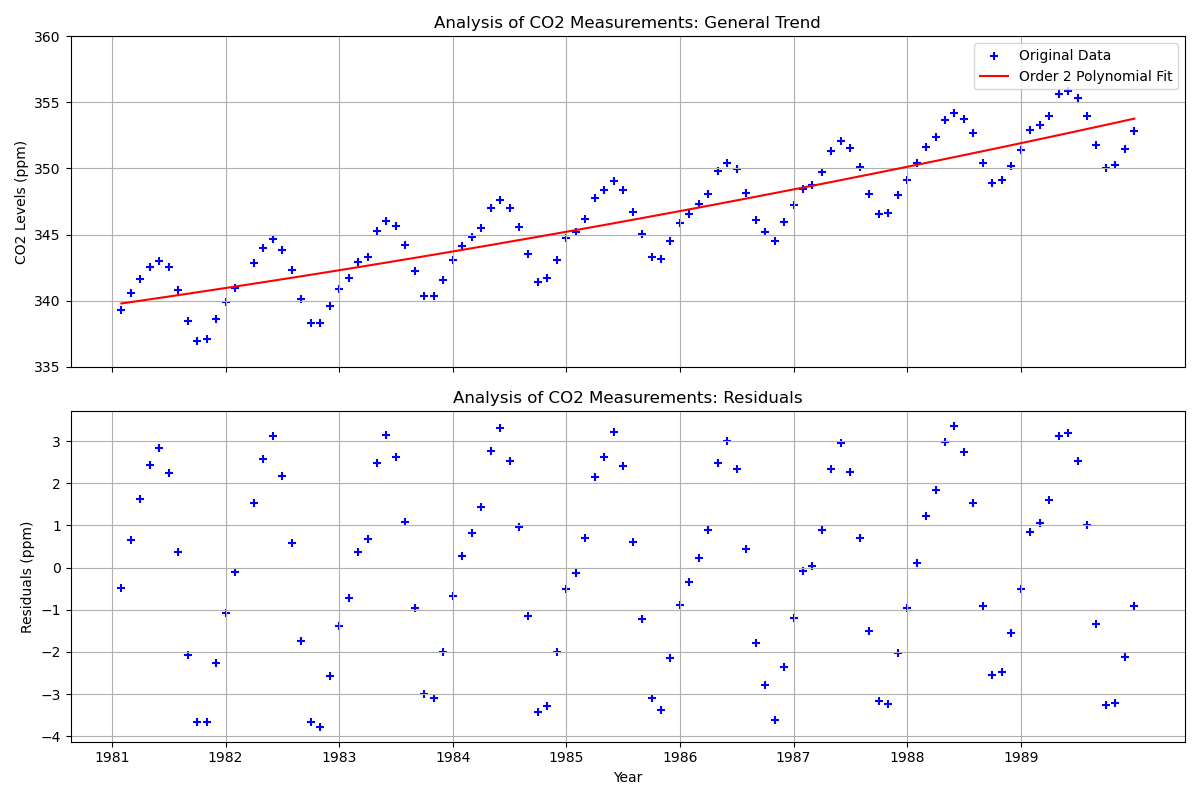 Analysis of CO2 Measurements: General Trend
360
355
350
345
340
335
CO2 Levels (ppm)
Original Data
Order 2 Polynomial Fit
Analysis of CO2 Measurements: Residuals
3
2
1
0
−1
−2
−3
−4
Residuals (ppm)
1981 1982 1983 1984 1985 1986 1987 1988 1989
Year